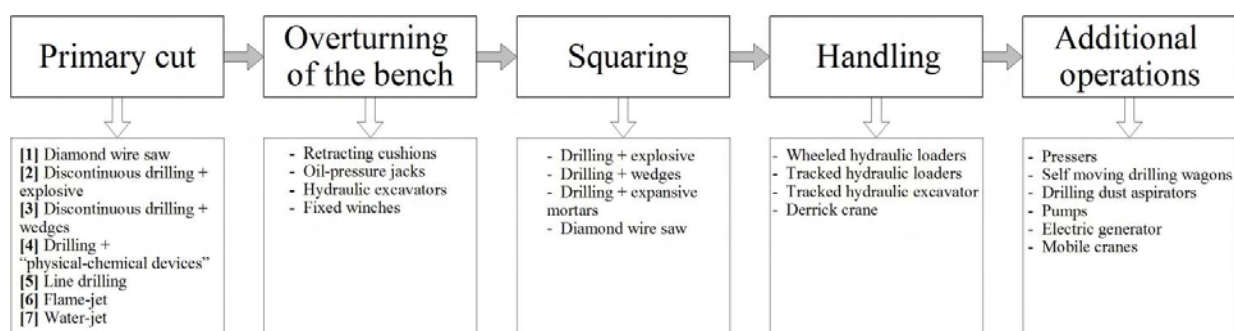 Primary cut
Overturning
of the bench
Squaring
Handling
Additional
operations
[1] Diamond wire saw
[2] Discontinuous drilling +
explosive
[3] Discontinuous drilling +
wedges
[4] Drilling +
“physical-chemical devices”
[5] Line drilling
[6] Flame-jet
[7] Water-jet
- Retracting cushions
- Oil-pressure jacks
- Hydraulic excavators
- Fixed winches
- Drilling + explosive
- Drilling + wedges
- Drilling + expansive
mortars
- Diamond wire saw
- Wheeled hydraulic loaders
- Tracked hydraulic loaders
- Tracked hydraulic excavator
- Derrick crane
- Pressers
- Self moving drilling wagons
- Drilling dust aspirators
- Pumps
- Electric generator
- Mobile cranes